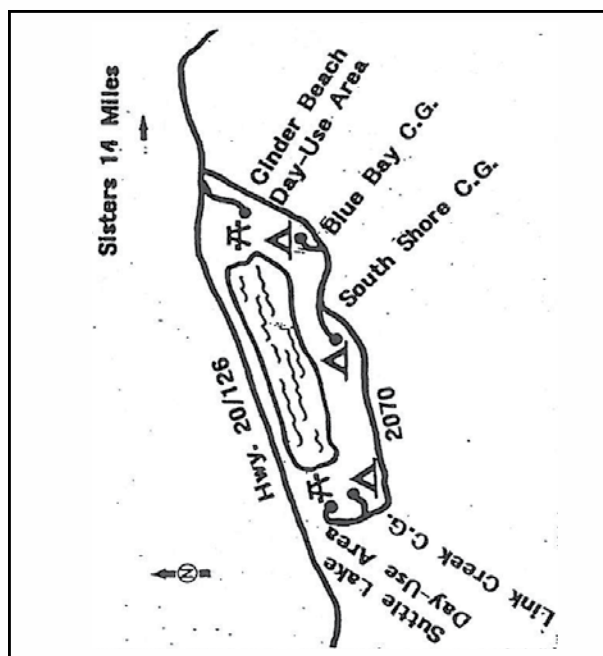 Sisters 14 Miles
Cinder Beach
Day-Use Area
Blue Bay C.G.
South Shore C.G.
Hwy. 20/126
2070
Suttle Lake
Day-Use Area
Link Creek C.G.
N